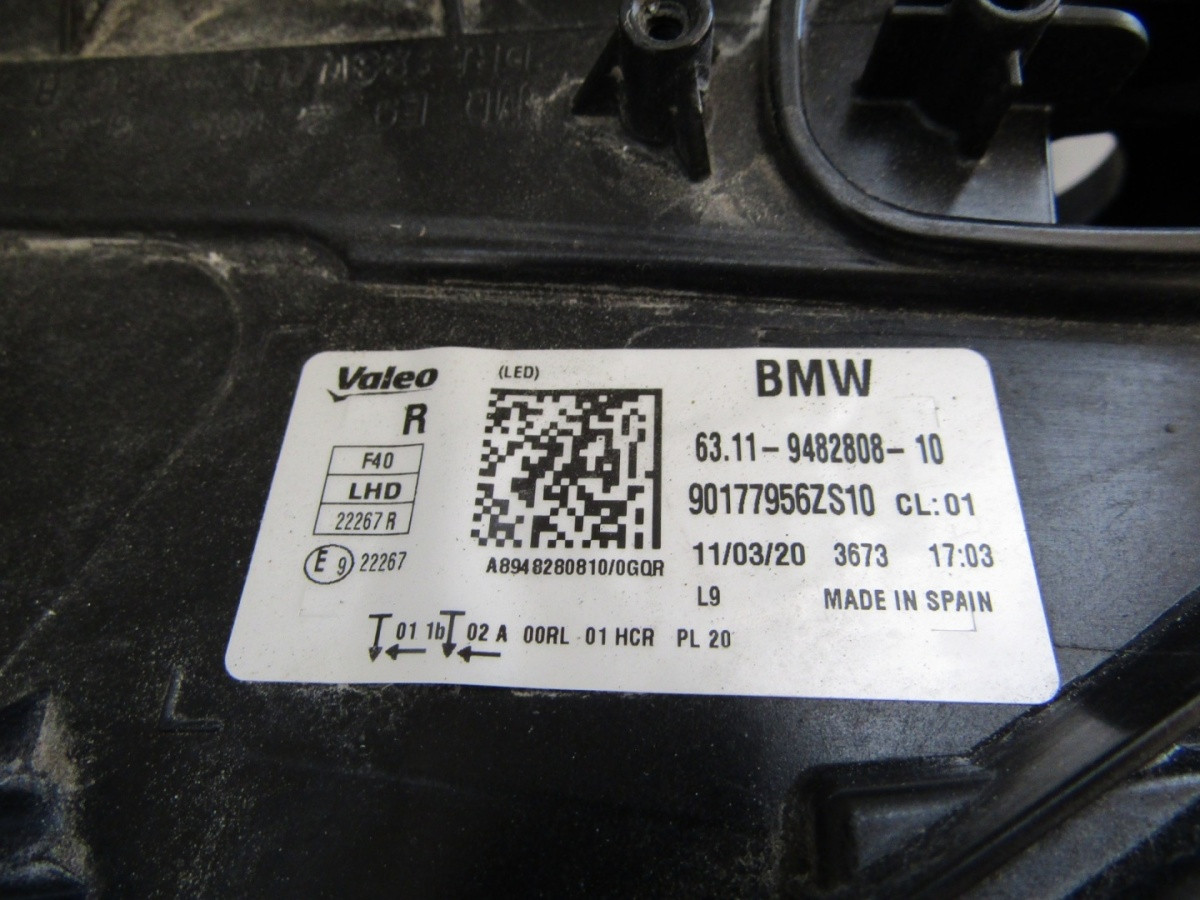 Valeo
(LED)
BMW
R
F40
LHD
22267 R
E 9 22267
A8948280810/0GQR
63.11-9482808-10
90177956ZS10 CL:01
11/03/20 3673 17:03
L9 MADE IN SPAIN
01 1b 02 A 00RL 01 HCR PL 20
L